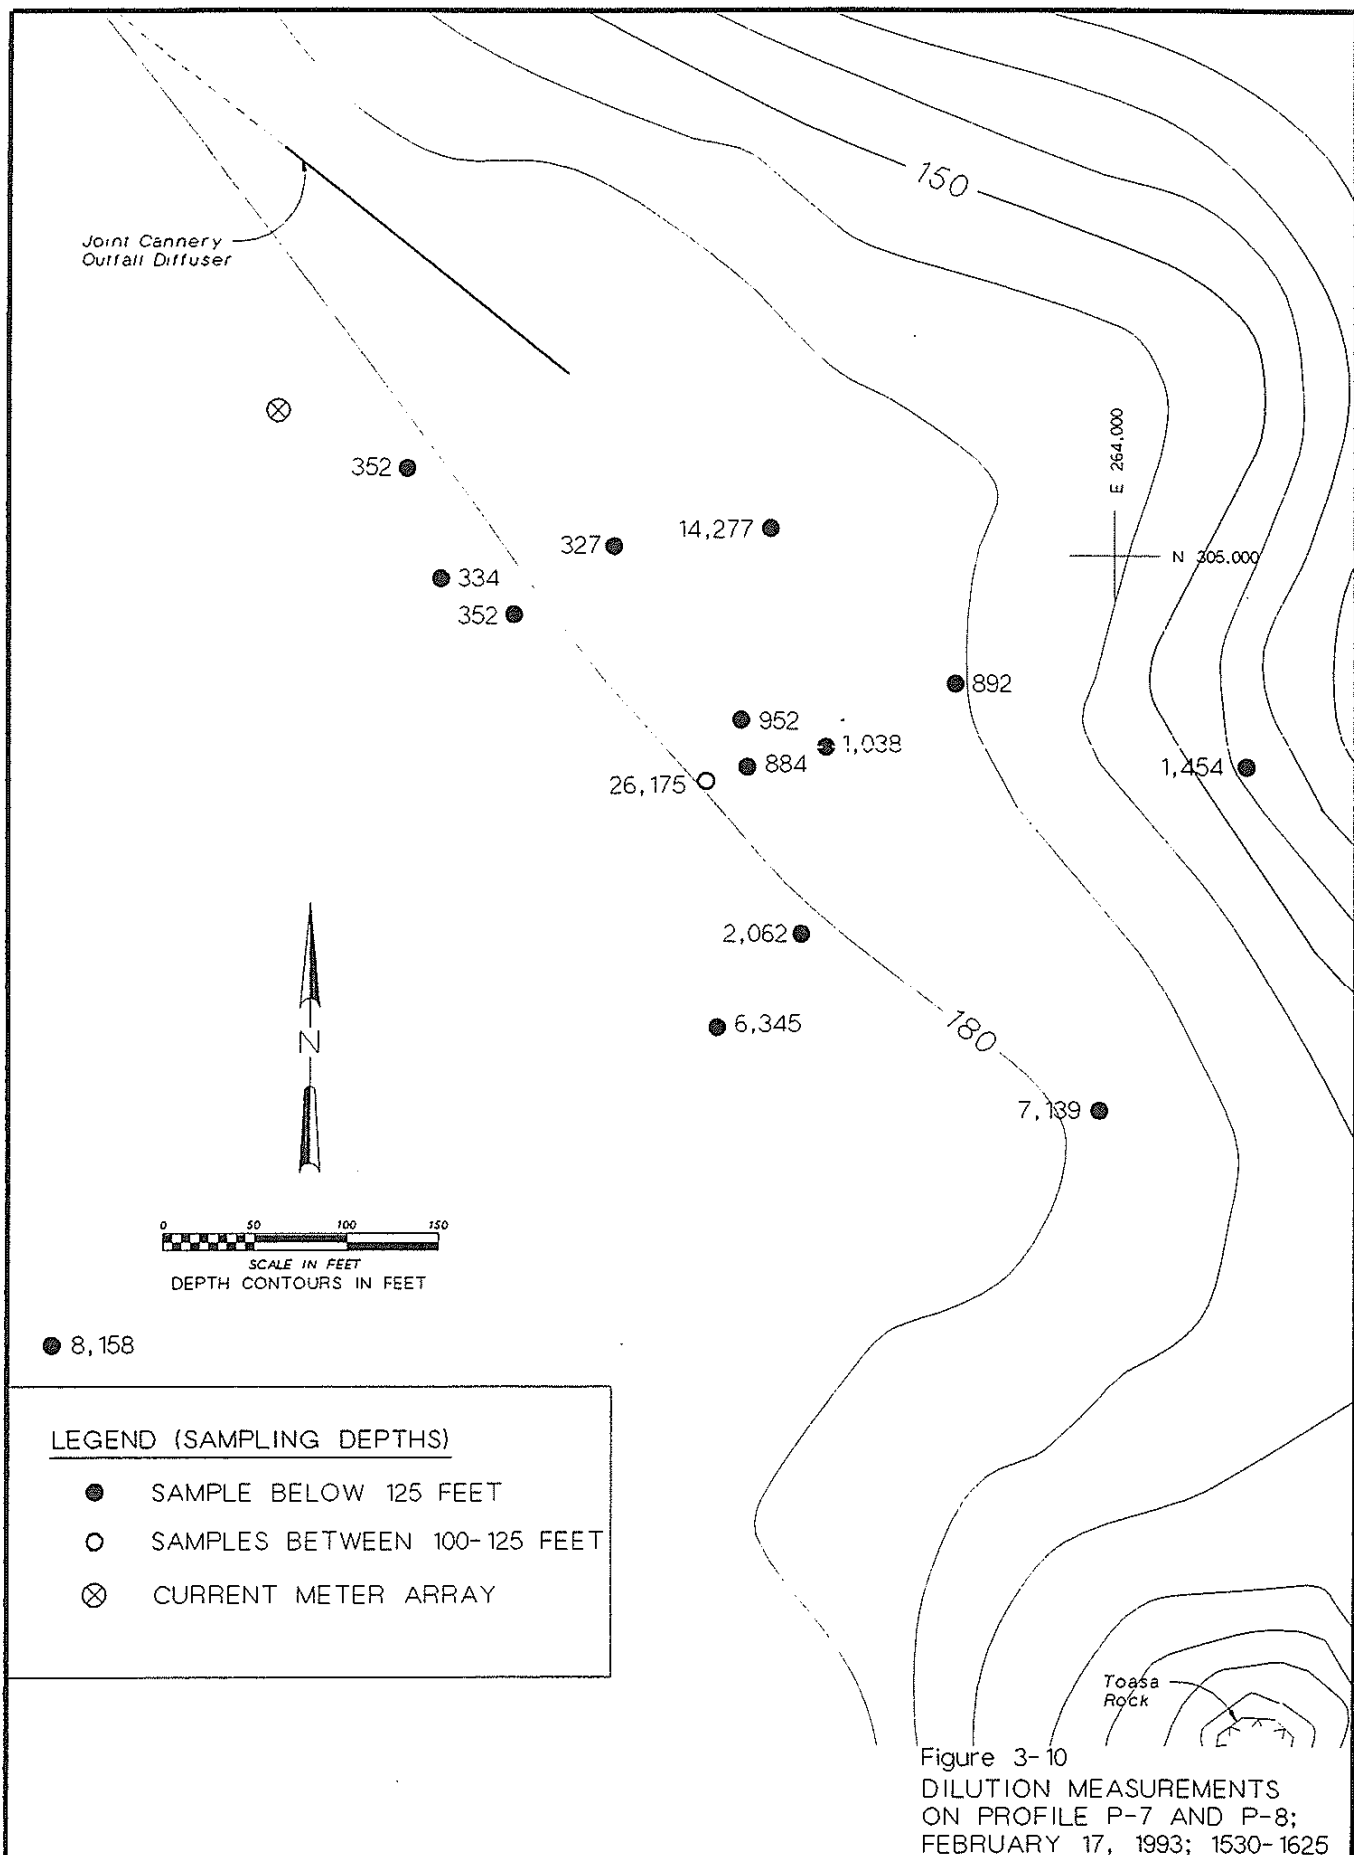 150
Joint Cannery
Outfall Diffuser
E 264,000
352
14,277
327
N 305.000
334
352
892
952
1,038
884
1,454
26,175
2,062
180
6,345
N
7,139
0 50 100 150
SCALE IN FEET
DEPTH CONTOURS IN FEET
8,158
LEGEND (SAMPLING DEPTHS)
SAMPLE BELOW 125 FEET
SAMPLES BETWEEN 100-125 FEET
CURRENT METER ARRAY
Toasa
Rock
Figure 3-10
DILUTION MEASUREMENTS
ON PROFILE P-7 AND P-8;
FEBRUARY 17, 1993; 1530-1625